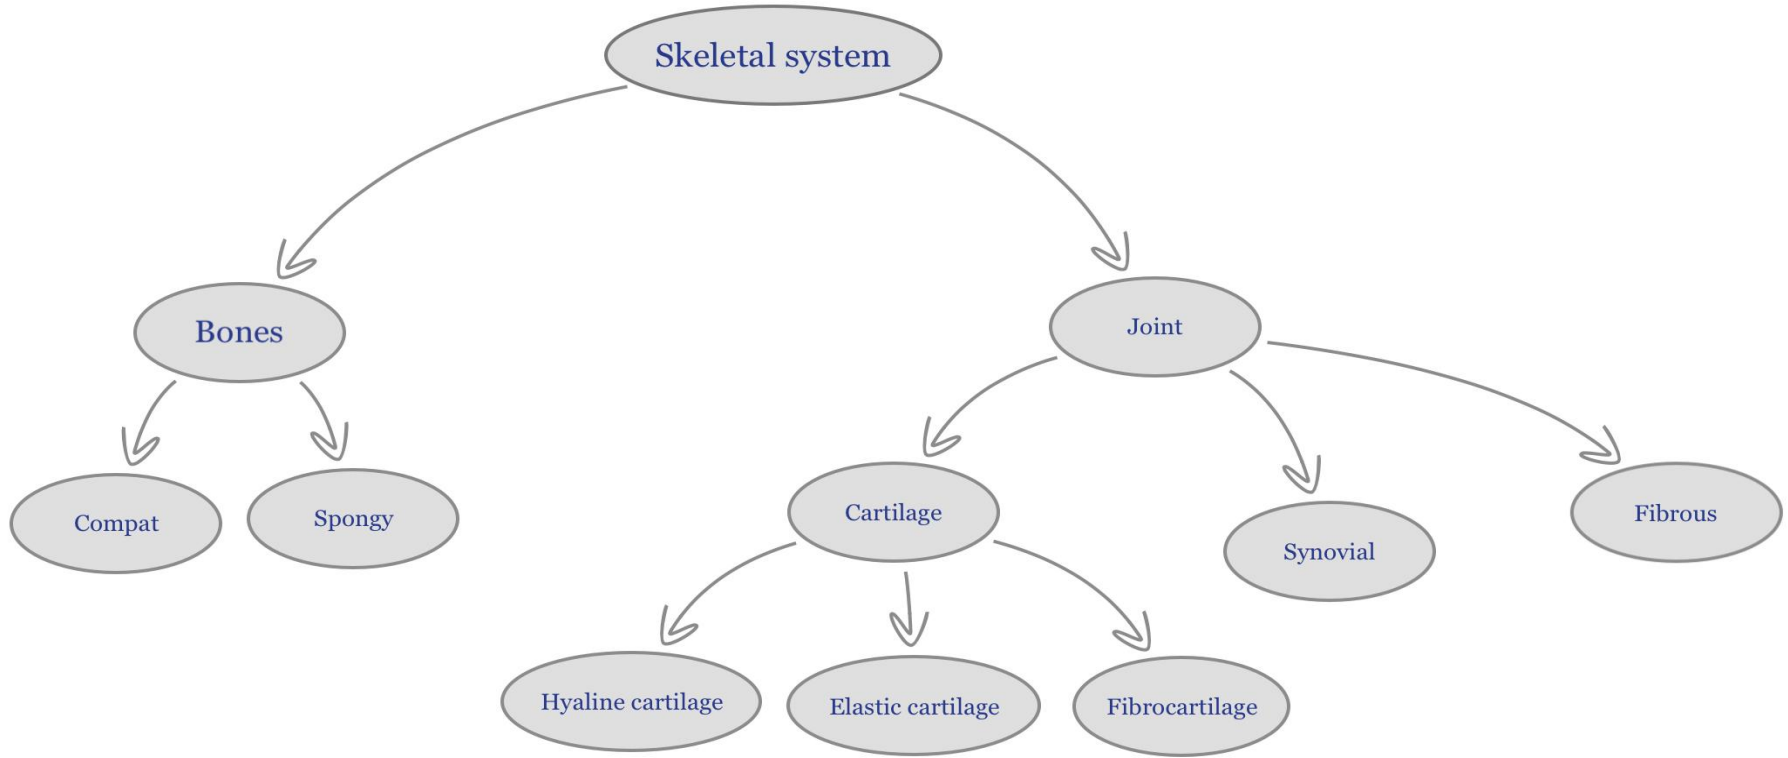 Skeletal system
Bones
Joint
Compat
Spongy
Cartilage
Synovial
Fibrous
Hyaline cartilage
Elastic cartilage
Fibrocartilage